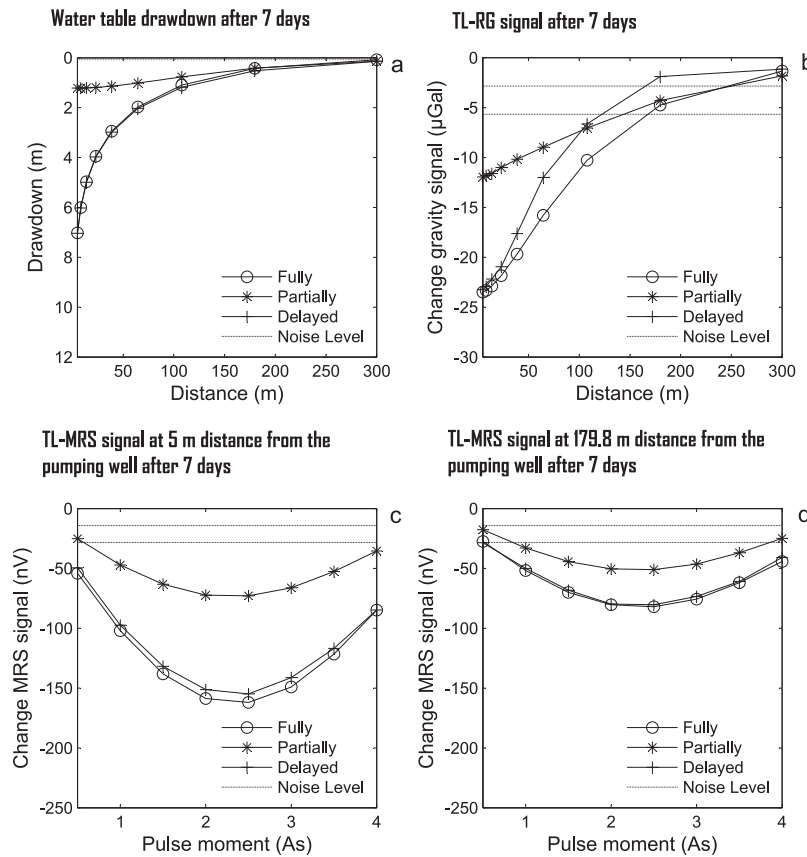 Water table drawdown after 7 days
a
0
2
4
6
8
10
12
Drawdown (m)
50
100
150
200
250
300
Distance (m)
Fully
Partially
Delayed
Noise Level
TL-RG signal after 7 days
b
0
-5
-10
-15
-20
-25
-30
Change gravity signal (µGal)
50
100
150
200
250
300
Distance (m)
Fully
Partially
Delayed
Noise Level
TL-MRS signal at 5 m distance from the
pumping well after 7 days
c
0
-50
-100
-150
-200
-250
Change MRS signal (nV)
1
2
3
4
Pulse moment (As)
Fully
Partially
Delayed
Noise Level
TL-MRS signal at 179.8 m distance from the
pumping well after 7 days
d
0
-50
-100
-150
-200
-250
Change MRS signal (nV)
1
2
3
4
Pulse moment (As)
Fully
Partially
Delayed
Noise Level